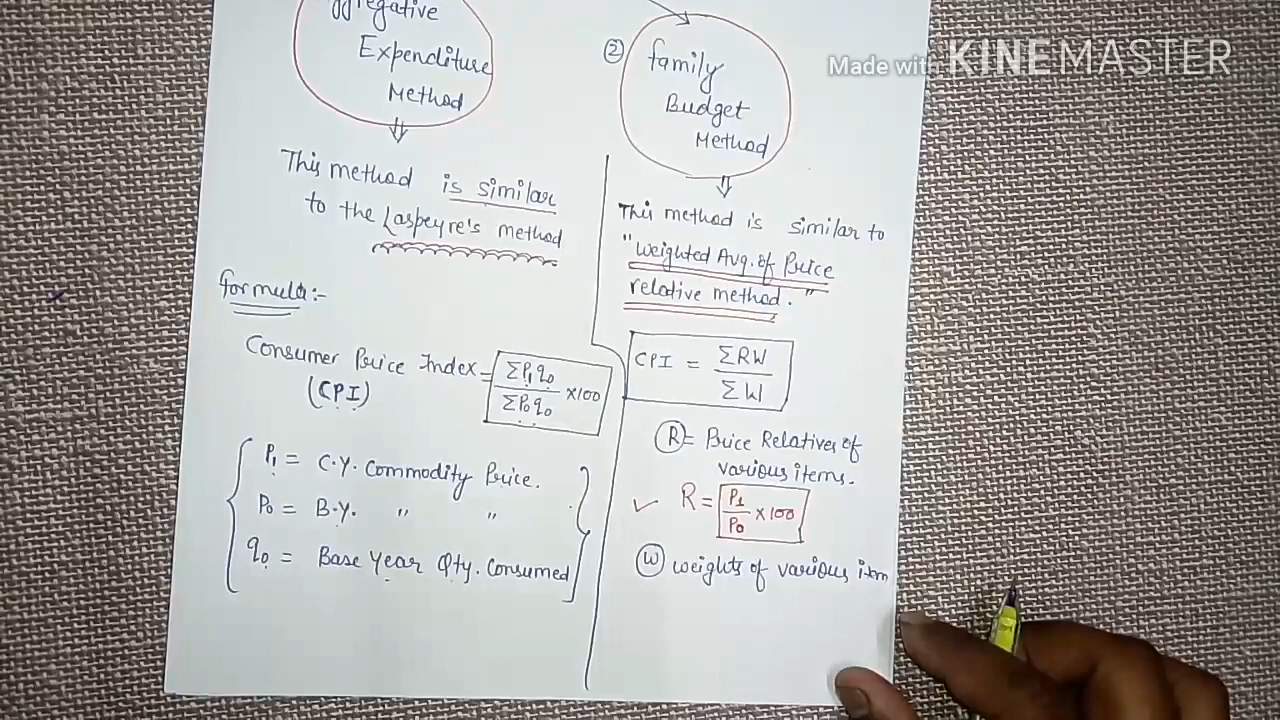 ggregative
Expenditure
Method
This method is similar
to the Laspeyre's method
formula:-
Consumer Price Index = ΣP₁q₀ / ΣP₀q₀ ×100
(CPI)
P₁ = C.Y. Commodity Price.
P₀ = B.Y. " "
q₀ = Base Year Qty. Consumed
② family
Budget
Method
This method is similar to
"Weighted Avg. of Price
relative method."
CPI = ΣRW / ΣW
Ⓡ= Price Relatives of
various items.
✓ R = P₁ / P₀ ×100
Ⓦ weights of various item
Made with KINEMASTER